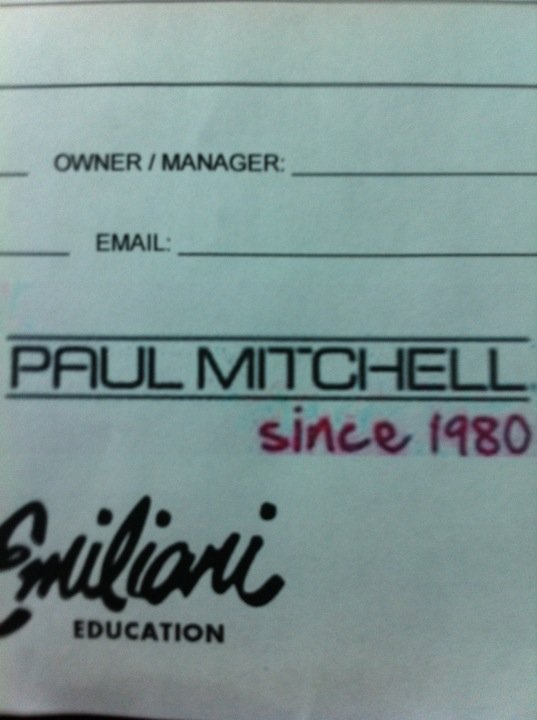 OWNER / MANAGER:
EMAIL:
PAUL MITCHELL
since 1980
Emiliani
EDUCATION